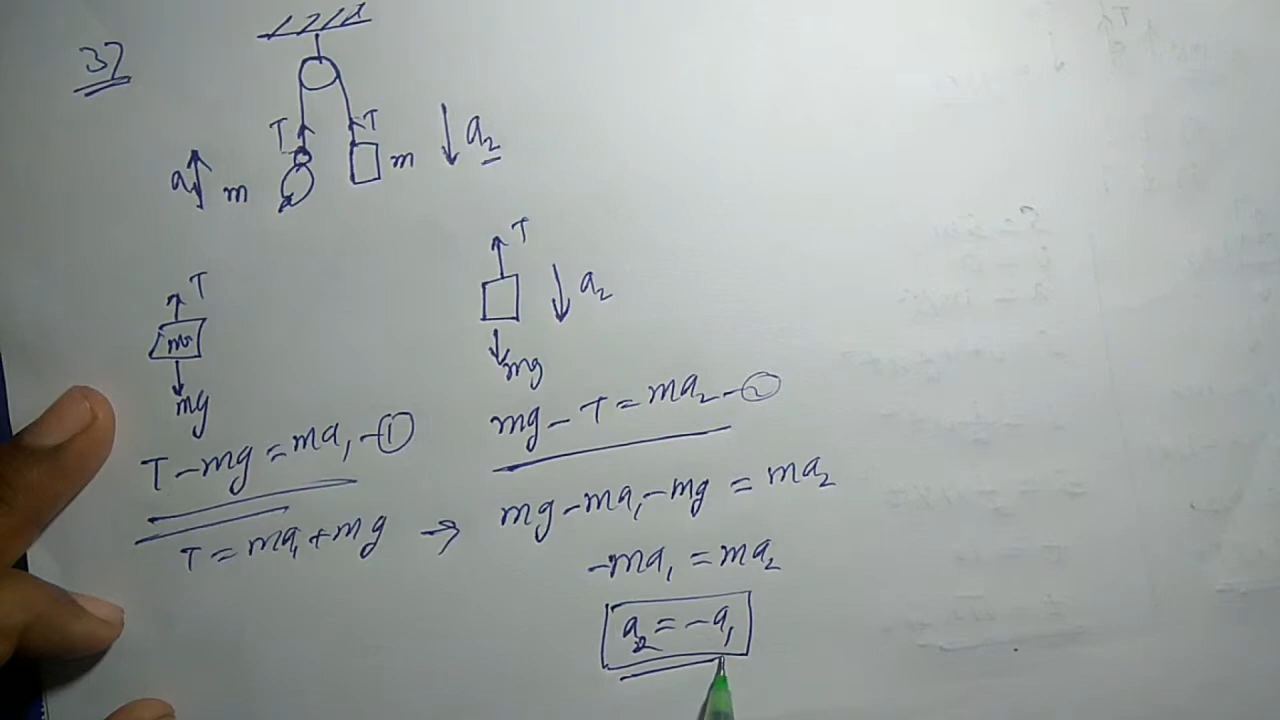 37
T T
a₁ m m a₂
T
a₂
T
m
mg
mg
T - mg = ma₁ - ①
mg - T = ma₂ - ②
T = ma₁ + mg → mg - ma₁ - mg = ma₂
-ma₁ = ma₂
a₂ = -a₁